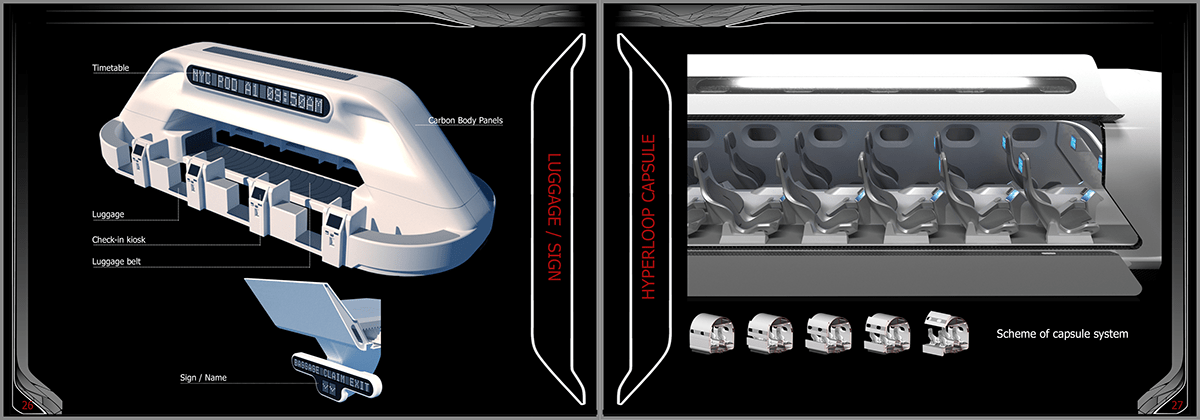 Timetable
NYC ROD A1 09:50AM
Carbon Body Panels
Luggage
Check-in kiosk
Luggage belt
BAGGAGE CLAIM EXIT
Sign / Name
LUGGAGE / SIGN
26
HYPERLOOP CAPSULE
Scheme of capsule system
27